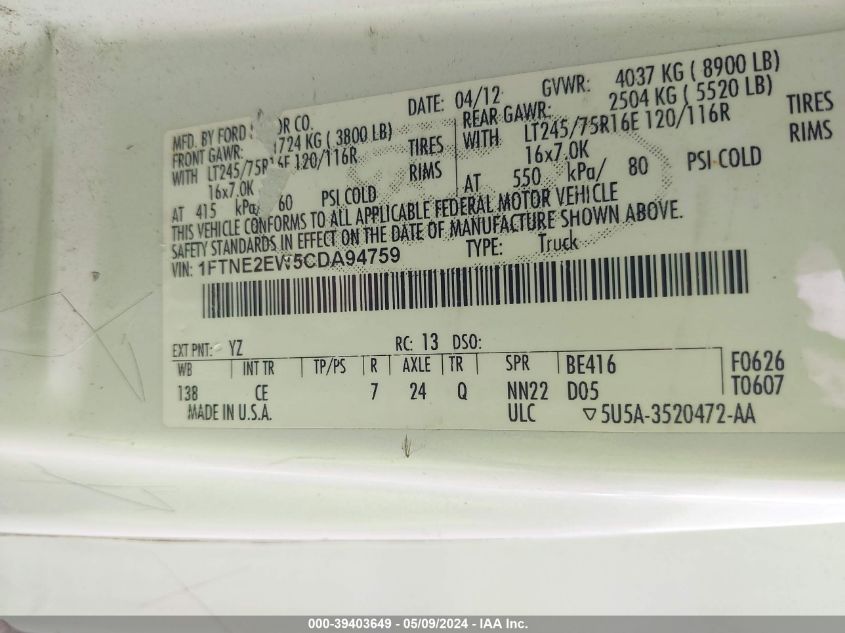 DATE: 04/12 GVWR: 4037 KG ( 8900 LB)
MFD. BY FORD OR CO. REAR GAWR: 2504 KG ( 5520 LB)
FRONT GAWR: 1724 KG ( 3800 LB) WITH LT245/75R16E 120/116R TIRES
WITH LT245/75R16E 120/116R TIRES 16x7.0K RIMS
16x7.0K RIMS AT 550 kPa/ 80 PSI COLD
AT 415 kPa/ 60 PSI COLD
THIS VEHICLE CONFORMS TO ALL APPLICABLE FEDERAL MOTOR VEHICLE
SAFETY STANDARDS IN EFFECT ON THE DATE OF MANUFACTURE SHOWN ABOVE.
VIN: 1FTNE2EW5CDA94759 TYPE: Truck
EXT PNT: YZ RC: 13 DSO:
WB INT TR TP/PS R AXLE TR SPR BE416 F0626
138 CE 7 24 Q NN22 D05 T0607
MADE IN U.S.A. ULC ▽5U5A-3520472-AA
000-39403649 - 05/09/2024 - IAA Inc.